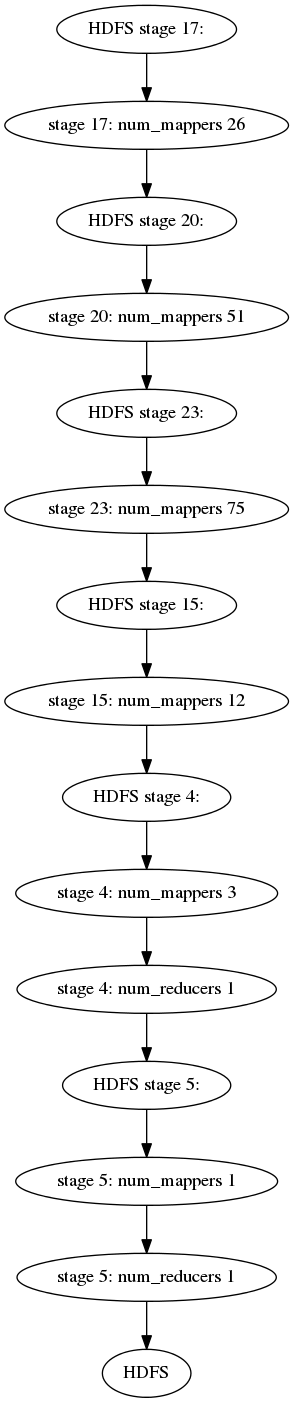 HDFS stage 17:
stage 17: num_mappers 26
HDFS stage 20:
stage 20: num_mappers 51
HDFS stage 23:
stage 23: num_mappers 75
HDFS stage 15:
stage 15: num_mappers 12
HDFS stage 4:
stage 4: num_mappers 3
stage 4: num_reducers 1
HDFS stage 5:
stage 5: num_mappers 1
stage 5: num_reducers 1
HDFS